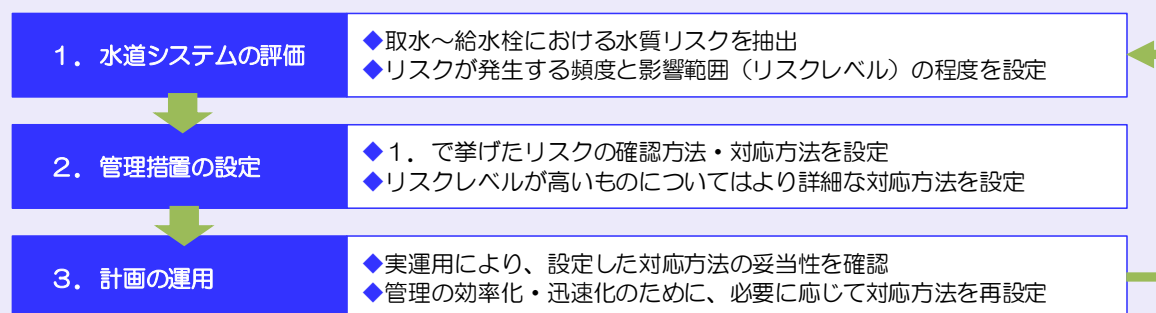 1．水道システムの評価
◆取水～給水栓における水質リスクを抽出
◆リスクが発生する頻度と影響範囲（リスクレベル）の程度を設定
2．管理措置の設定
◆1．で挙げたリスクの確認方法・対応方法を設定
◆リスクレベルが高いものについてはより詳細な対応方法を設定
3．計画の運用
◆実運用により、設定した対応方法の妥当性を確認
◆管理の効率化・迅速化のために、必要に応じて対応方法を再設定